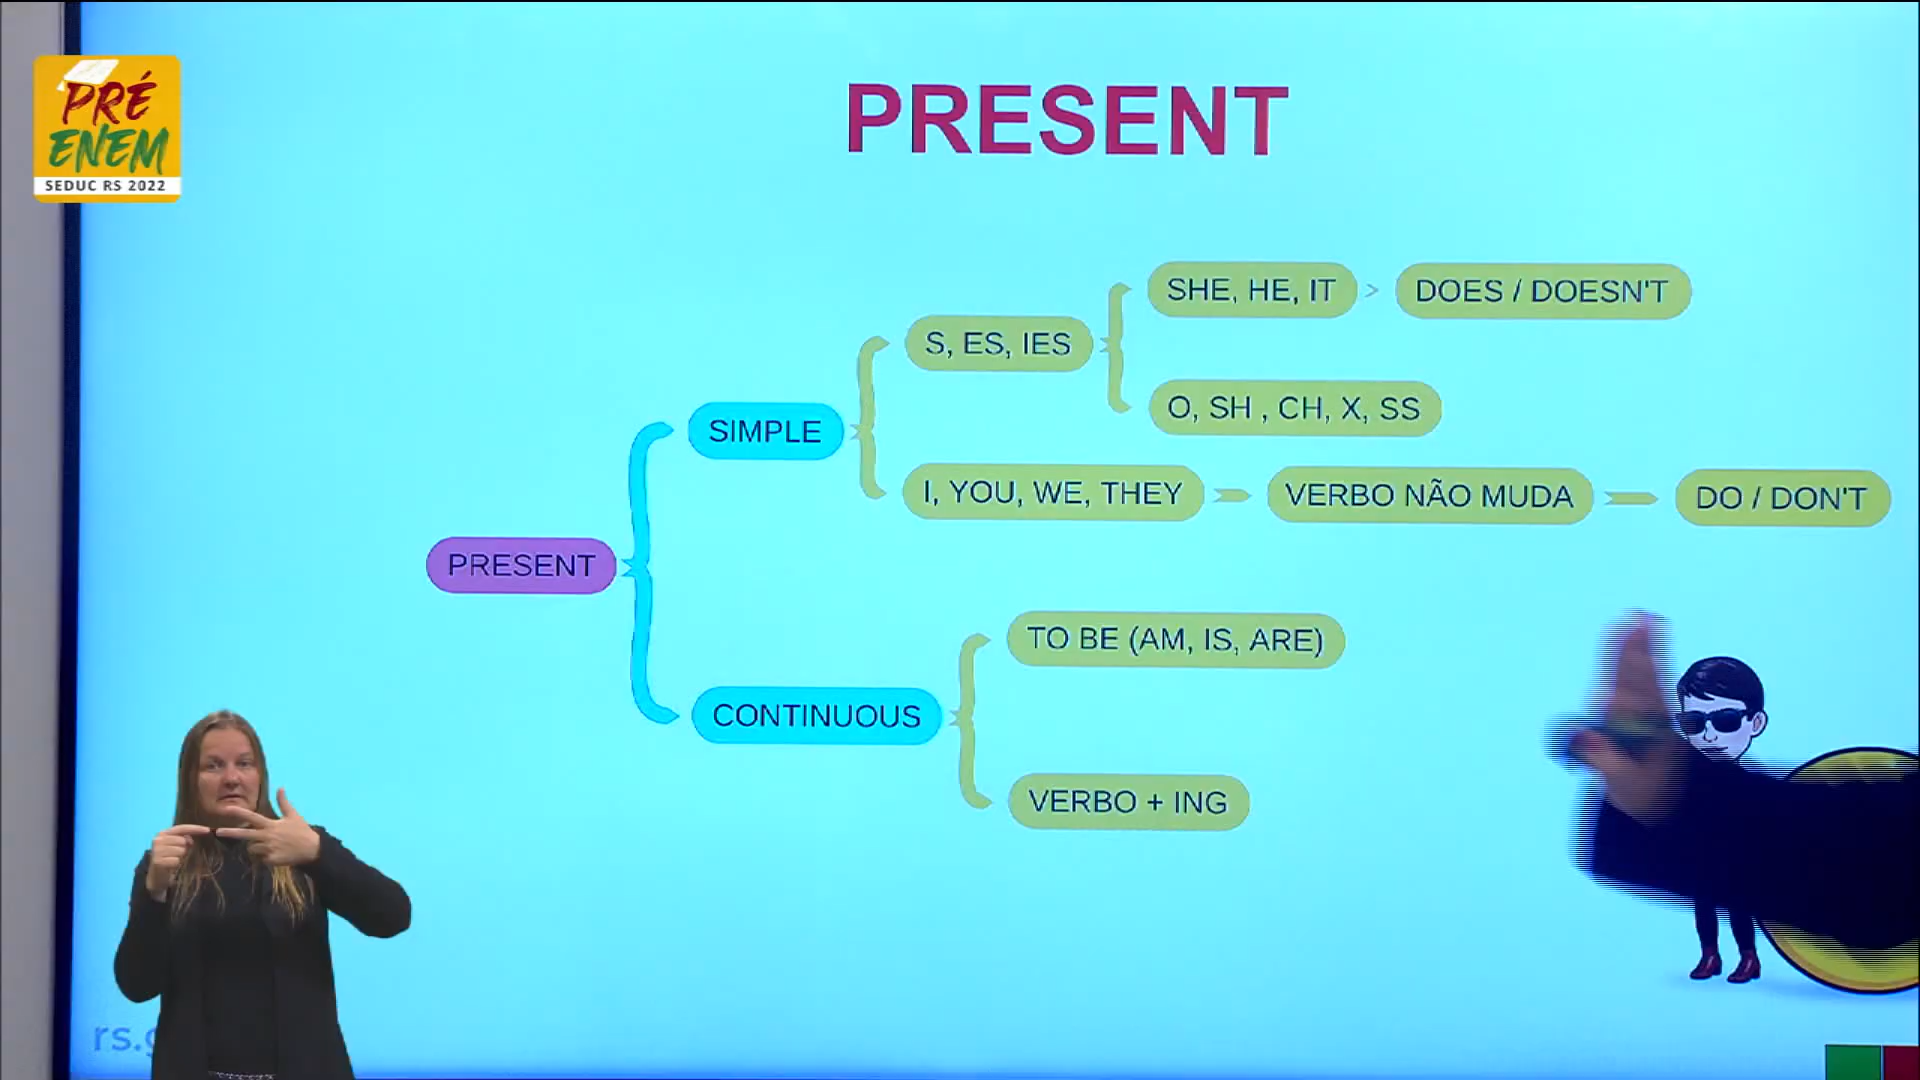 PRÉ
ENEM
SEDUC RS 2022
PRESENT
SHE, HE, IT > DOES / DOESN'T
S, ES, IES
O, SH , CH, X, SS
SIMPLE
I, YOU, WE, THEY
VERBO NÃO MUDA
DO / DON'T
PRESENT
TO BE (AM, IS, ARE)
CONTINUOUS
VERBO + ING